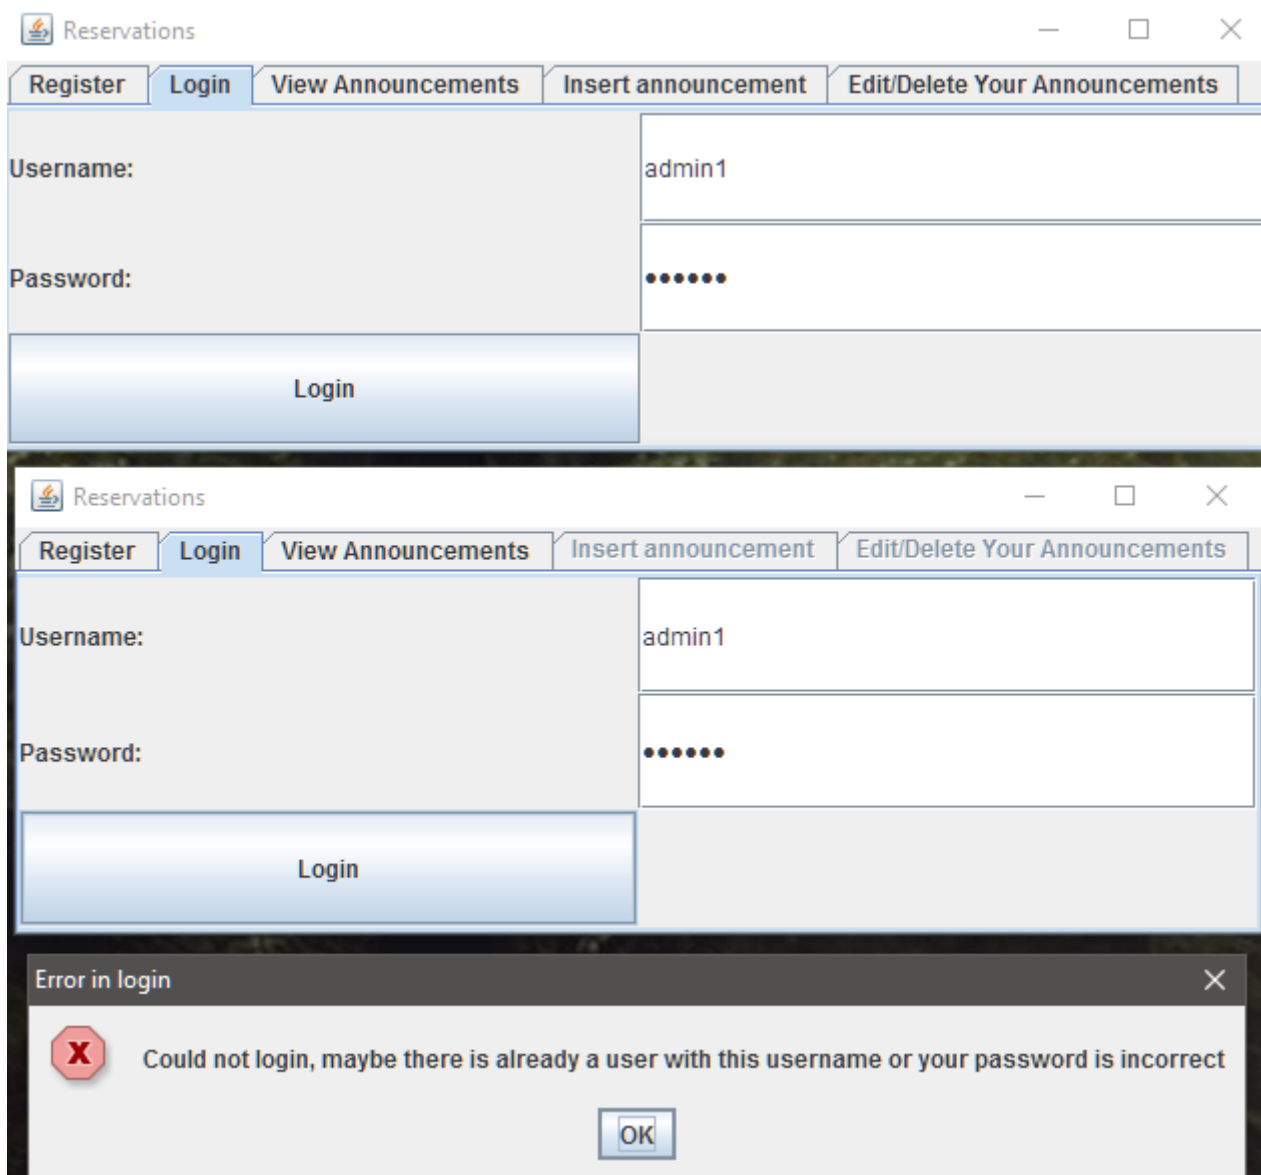 Reservations
Register Login View Announcements Insert announcement Edit/Delete Your Announcements
Username: admin1
Password: ••••••
Login
Reservations
Register Login View Announcements Insert announcement Edit/Delete Your Announcements
Username: admin1
Password: ••••••
Login
Error in login
Could not login, maybe there is already a user with this username or your password is incorrect
OK